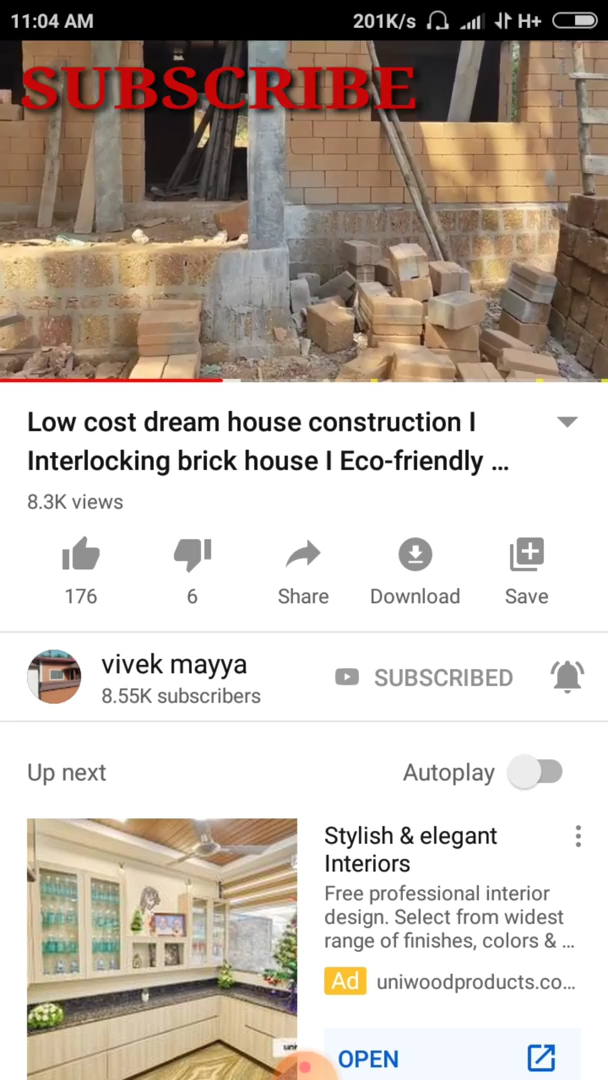 11:04 AM
201K/s H+
SUBSCRIBE
Low cost dream house construction I
Interlocking brick house I Eco-friendly ...
8.3K views
176
6
Share
Download
Save
vivek mayya
8.55K subscribers
SUBSCRIBED
Up next
Autoplay
Stylish & elegant
Interiors
Free professional interior
design. Select from widest
range of finishes, colors & ...
Ad uniwoodproducts.co...
OPEN